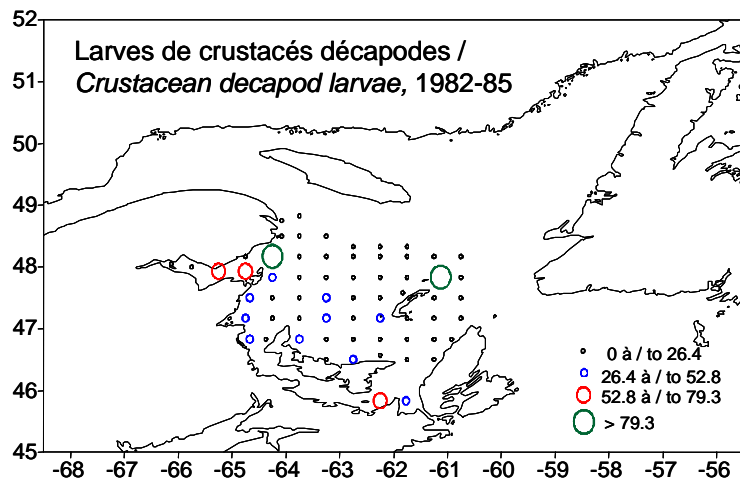 Larves de crustacés décapodes /
Crustacean decapod larvae, 1982-85
52
51
50
49
48
47
46
45
0 à / to 26.4
26.4 à / to 52.8
52.8 à / to 79.3
> 79.3
-68 -67 -66 -65 -64 -63 -62 -61 -60 -59 -58 -57 -56